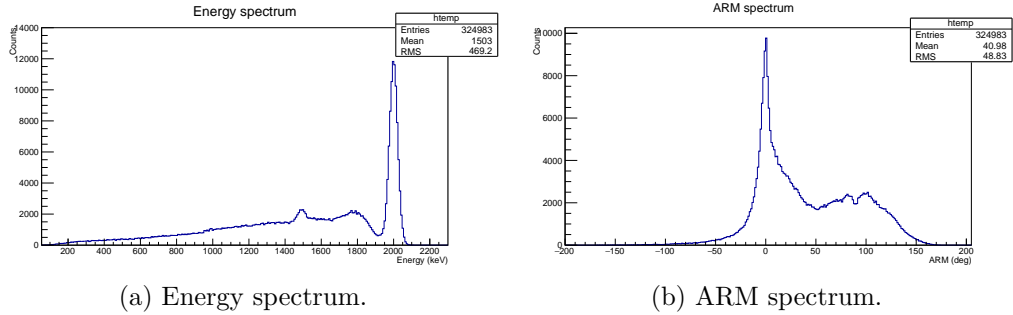 Energy spectrum
Counts
14000
12000
10000
8000
6000
4000
2000
0
200 400 600 800 1000 1200 1400 1600 1800 2000 2200
Energy (keV)
htemp
Entries 324983
Mean 1503
RMS 469.2
(a) Energy spectrum.
ARM spectrum
Counts
10000
8000
6000
4000
2000
0
−200 −150 −100 −50 0 50 100 150 200
ARM (deg)
htemp
Entries 324983
Mean 40.98
RMS 48.83
(b) ARM spectrum.